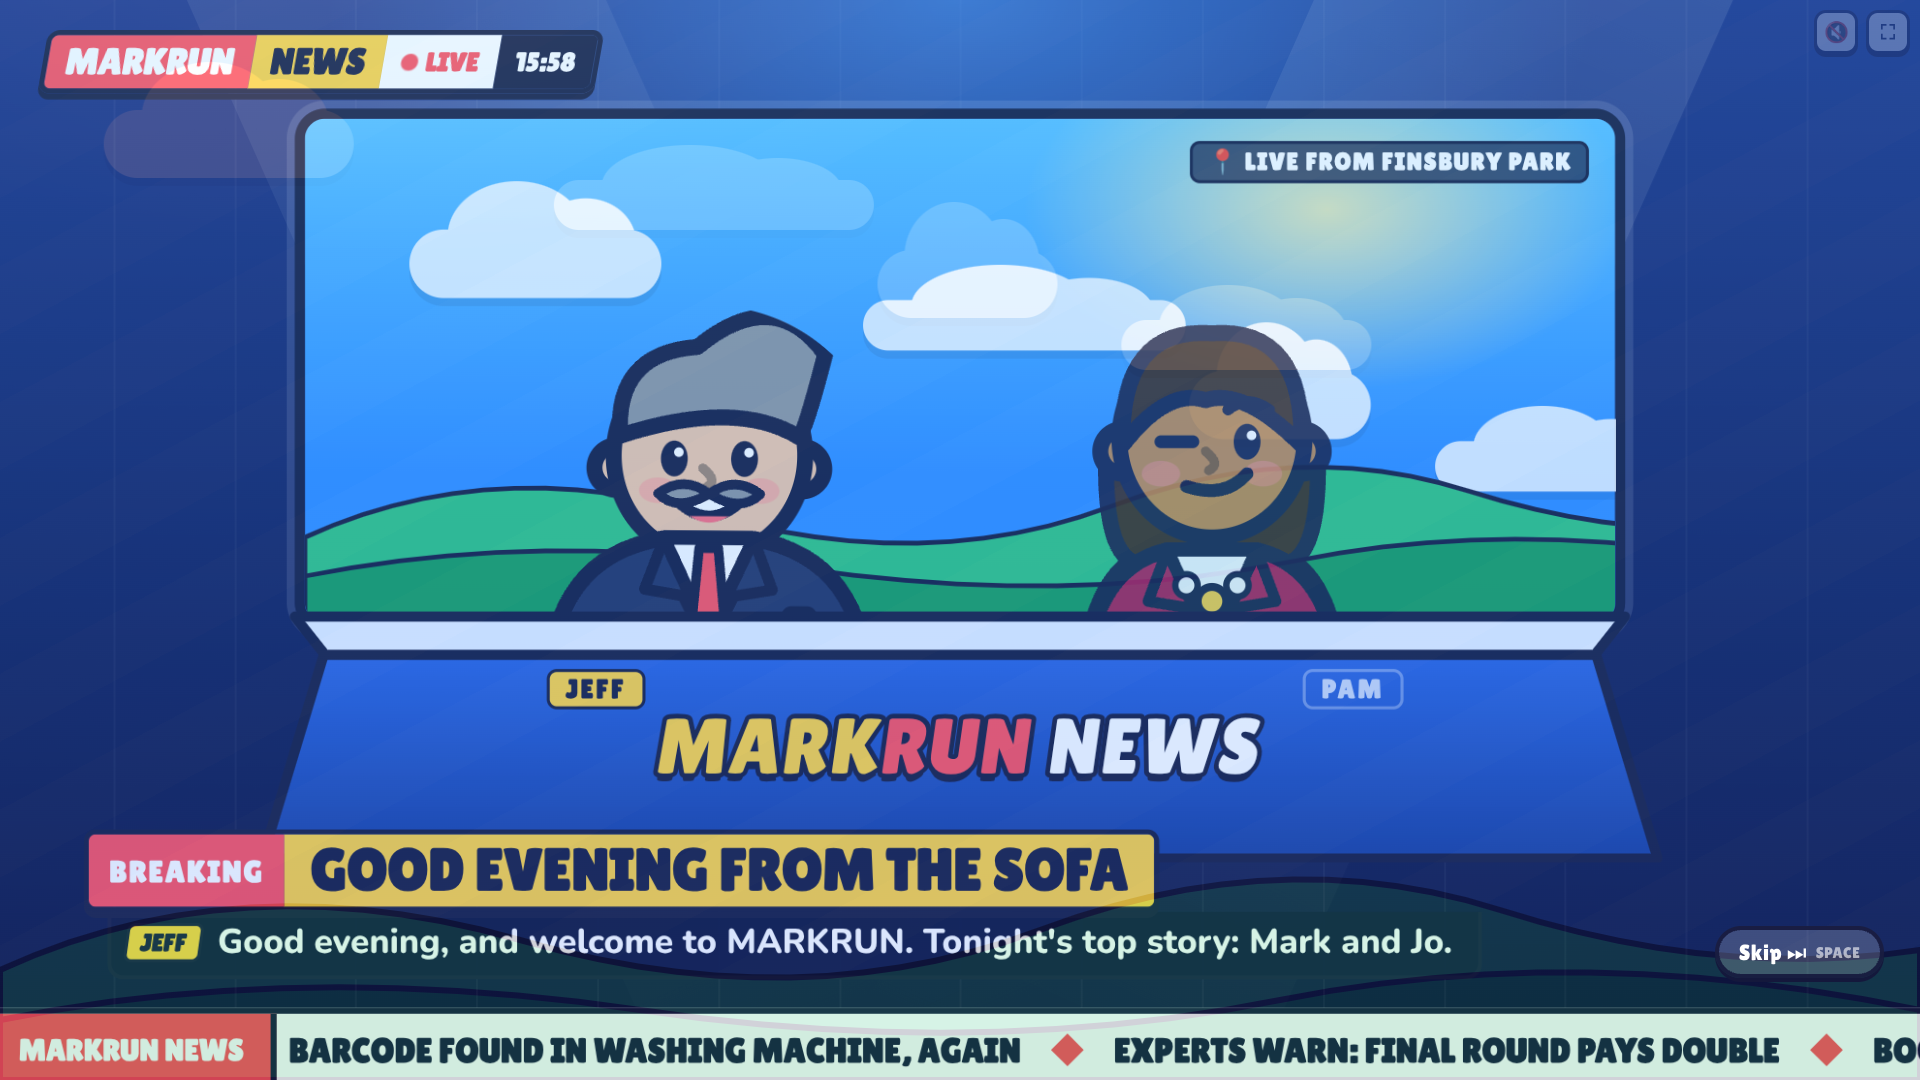 MARKRUN NEWS LIVE 15:58
LIVE FROM FINSBURY PARK
JEFF
PAM
MARKRUN NEWS
BREAKING GOOD EVENING FROM THE SOFA
JEFF Good evening, and welcome to MARKRUN. Tonight's top story: Mark and Jo.
Skip SPACE
MARKRUN NEWS BARCODE FOUND IN WASHING MACHINE, AGAIN EXPERTS WARN: FINAL ROUND PAYS DOUBLE